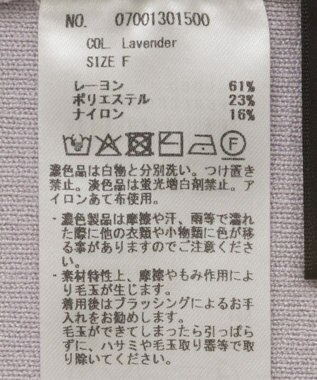 NO. 07001301500
COL. Lavender
SIZE F
レーヨン 61%
ポリエステル 23%
ナイロン 16%
F
濃色品は白物と分別洗い。つけ置き
禁止。淡色品は蛍光増白剤禁止。ア
イロンあて布使用。
・濃色製品は摩擦や汗、雨等で濡れ
た際に他の衣類や小物類に色が移
る事がありますのでご注意くださ
い。
・素材特性上、摩擦やもみ作用によ
り毛玉が生じます。
着用後はブラッシングによるお手
入れをお勧めします。
毛玉ができてしまったら引っぱら
ずに、ハサミや毛玉取り器等で取
り除いてください。